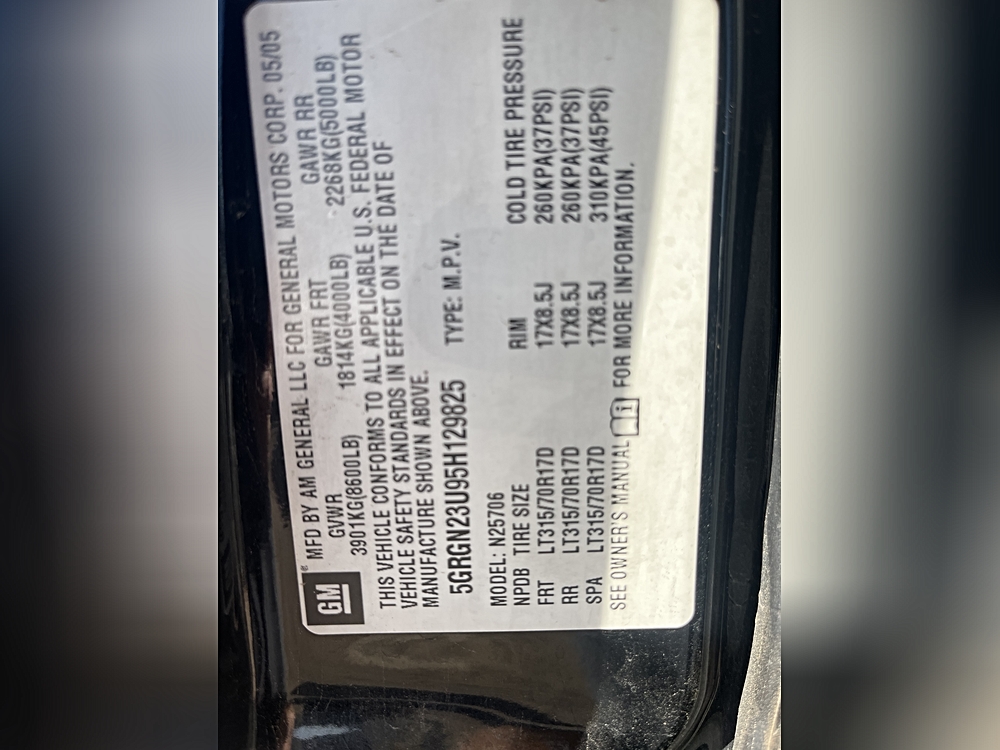 GM
MFD BY AM GENERAL LLC FOR GENERAL MOTORS CORP. 05/05
GVWR GAWR FRT GAWR RR
3901KG(8600LB) 1814KG(4000LB) 2268KG(5000LB)
THIS VEHICLE CONFORMS TO ALL APPLICABLE U.S. FEDERAL MOTOR
VEHICLE SAFETY STANDARDS IN EFFECT ON THE DATE OF
MANUFACTURE SHOWN ABOVE.
5GRGN23U95H129825 TYPE: M.P.V.
MODEL: N25706
NPDB TIRE SIZE RIM COLD TIRE PRESSURE
FRT LT315/70R17D 17X8.5J 260KPA(37PSI)
RR LT315/70R17D 17X8.5J 260KPA(37PSI)
SPA LT315/70R17D 17X8.5J 310KPA(45PSI)
SEE OWNER'S MANUAL FOR MORE INFORMATION.